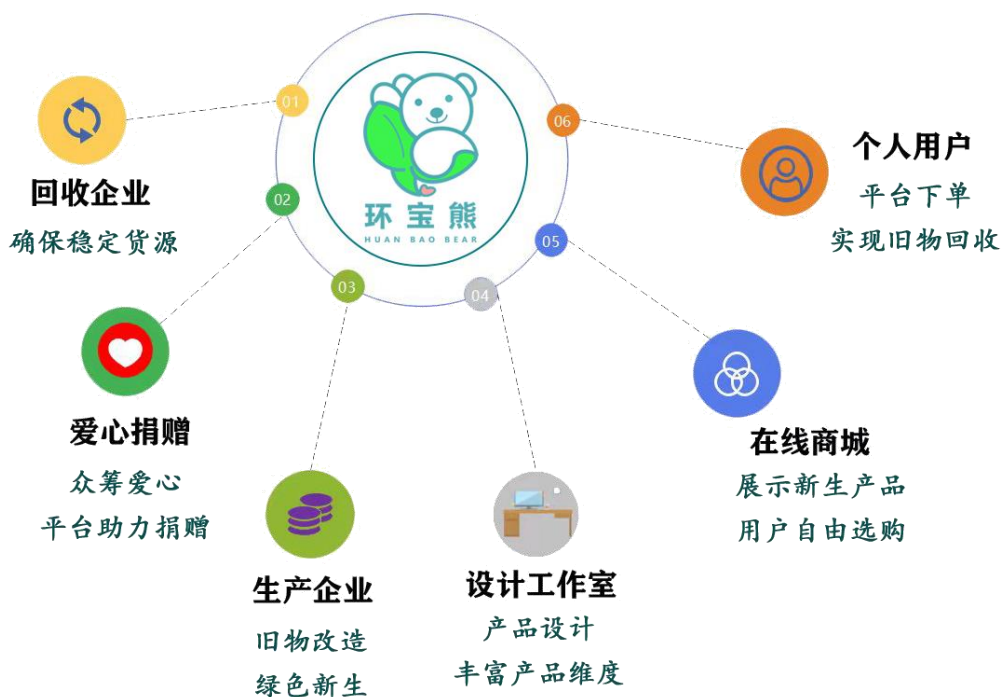 环宝熊
HUAN BAO BEAR
01
回收企业
确保稳定货源
02
爱心捐赠
众筹爱心
平台助力捐赠
03
生产企业
旧物改造
绿色新生
04
设计工作室
产品设计
丰富产品维度
05
在线商城
展示新生产品
用户自由选购
06
个人用户
平台下单
实现旧物回收